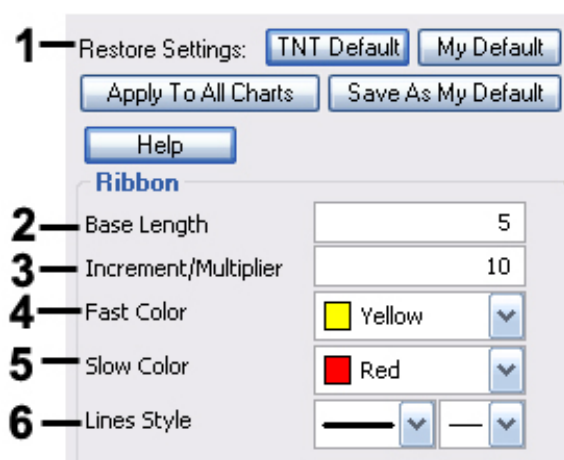 1 Restore Settings: TNT Default My Default
Apply To All Charts Save As My Default
Help
Ribbon
2 Base Length 5
3 Increment/Multiplier 10
4 Fast Color Yellow
5 Slow Color Red
6 Lines Style